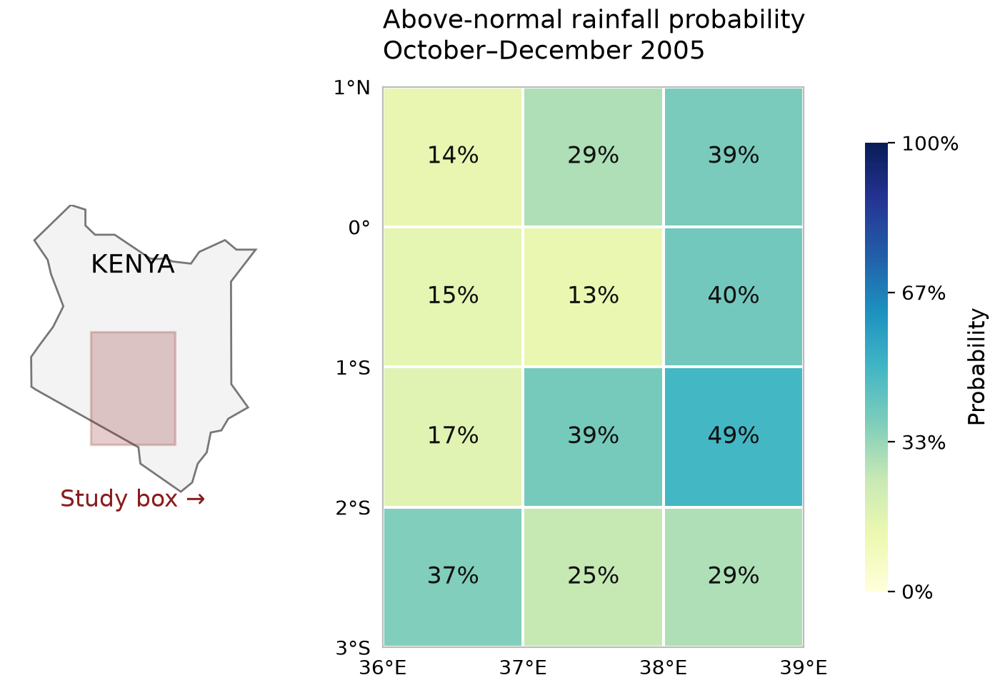 Above-normal rainfall probability
October–December 2005
KENYA
Study box →
1°N
0°
1°S
2°S
3°S
14%
29%
39%
15%
13%
40%
17%
39%
49%
37%
25%
29%
36°E
37°E
38°E
39°E
100%
67%
33%
0%
Probability